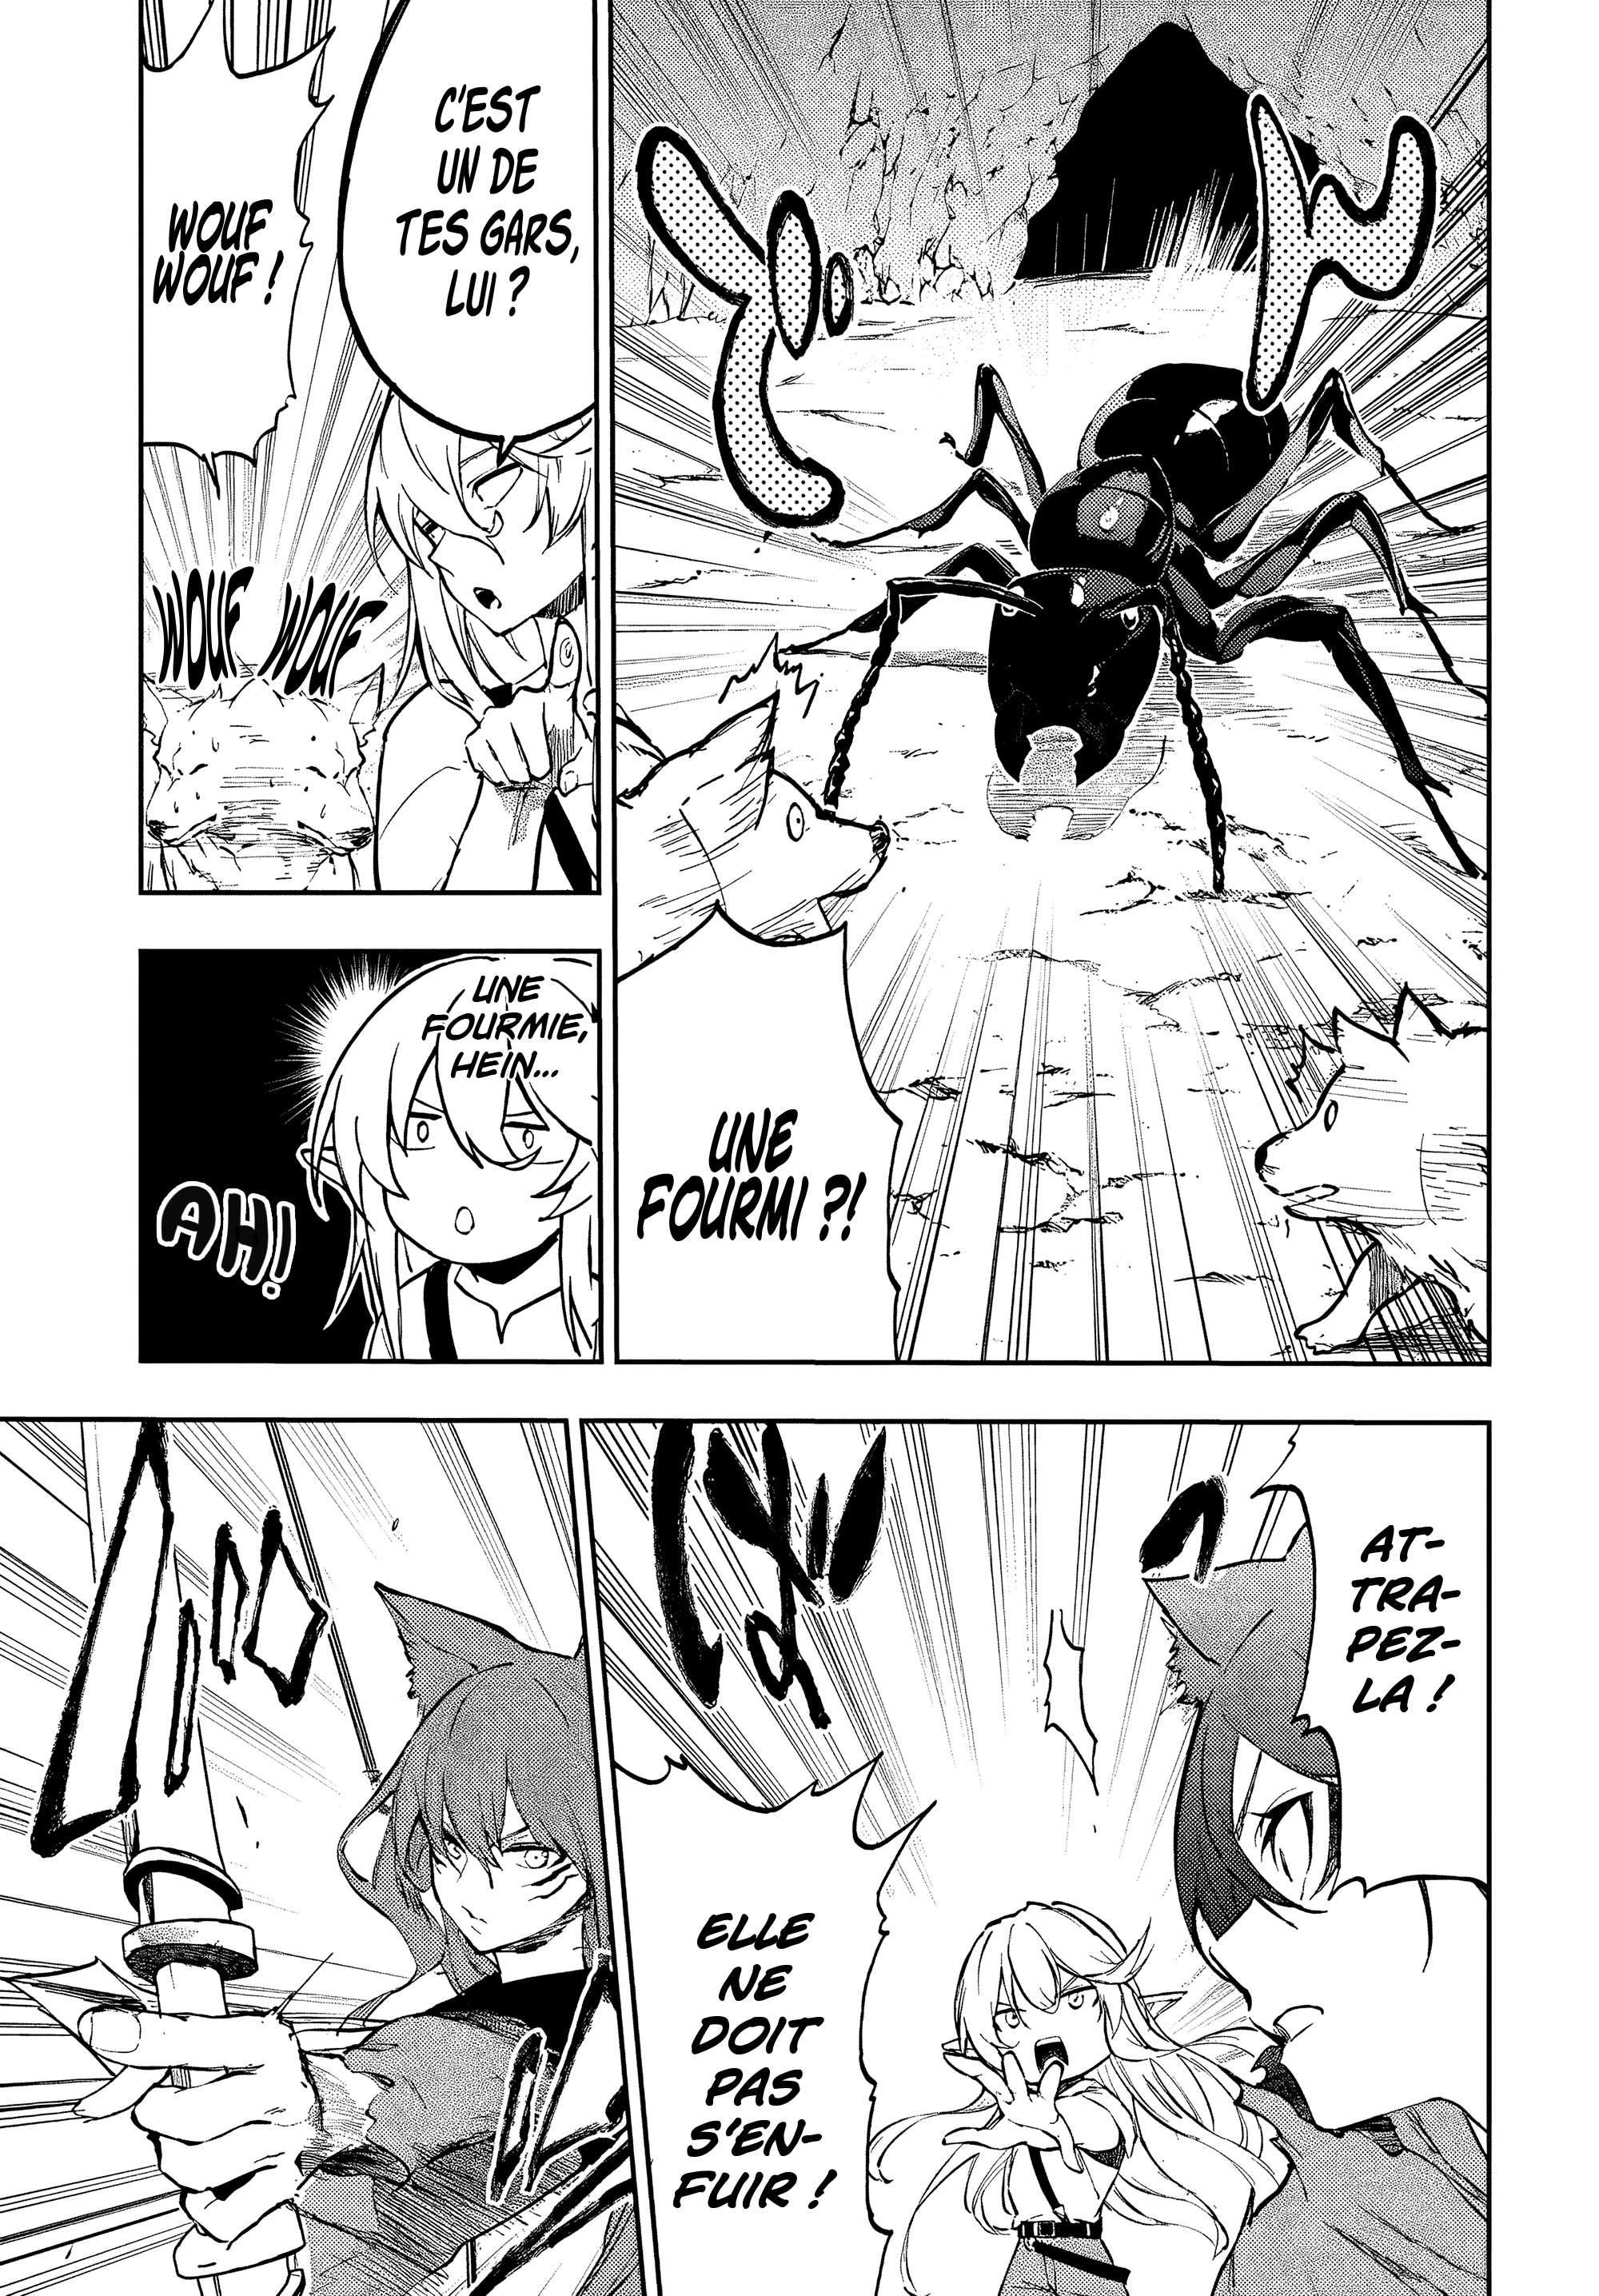 UNE
FOURMI ?!
C'EST
UN DE
TES GARS,
LUI ?
WOUF
WOUF !
WOUF WOUF
UNE
FOURMIE,
HEIN...
AH!
AT-
TRA-
PEZ-
LA !
ELLE
NE
DOIT
PAS
S'EN-
FUIR !